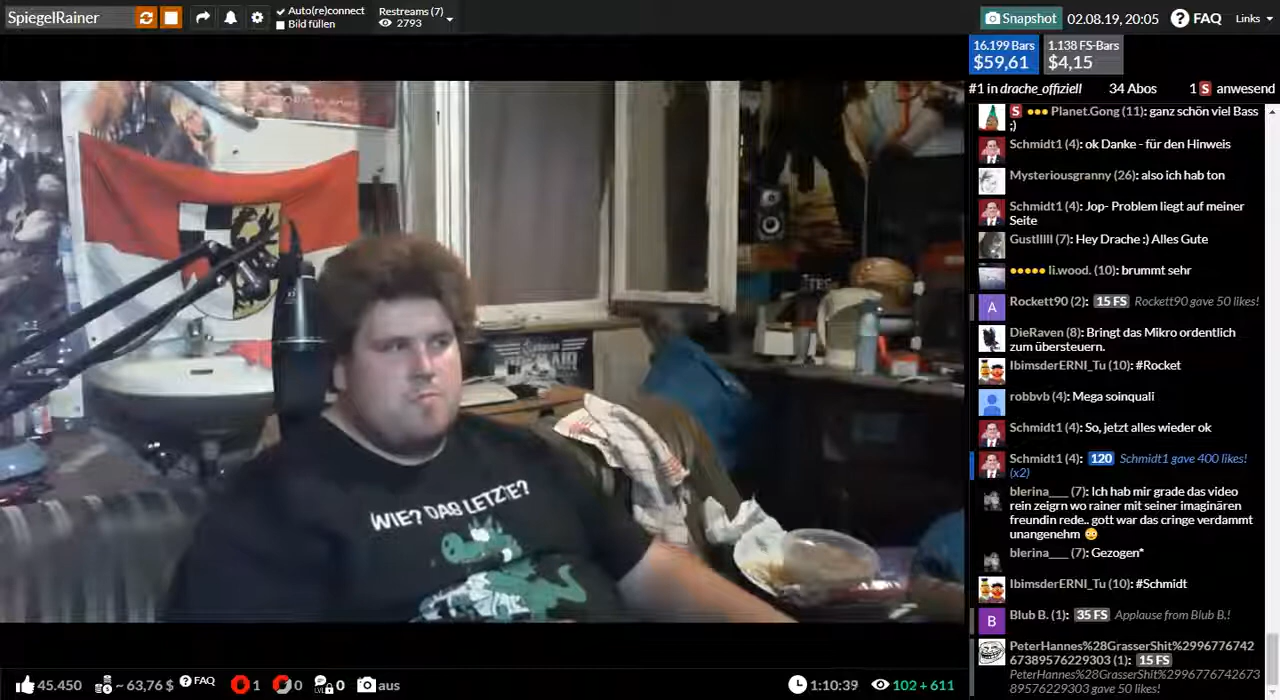 SpiegelRainer
Auto(re)connect
Bild füllen
Restreams (7)
2793
Snapshot
02.08.19, 20:05
FAQ
Links
16.199 Bars
$59,61
1.138 FS-Bars
$4,15
#1 in drache_offiziell
34 Abos
1 S anwesend
S Planet.Gong (11): ganz schön viel Bass
;)
Schmidt1 (4): ok Danke - für den Hinweis
Mysteriousgranny (26): also ich hab ton
Schmidt1 (4): Jop- Problem liegt auf meiner
Seite
GustIIIII (7): Hey Drache :) Alles Gute
li.wood. (10): brummt sehr
A
Rockett90 (2): 15 FS Rockett90 gave 50 likes!
DieRaven (8): Bringt das Mikro ordentlich
zum übersteuern.
IbimsderERNI_Tu (10): #Rocket
robbvb (4): Mega soinquali
Schmidt1 (4): So, jetzt alles wieder ok
Schmidt1 (4): 120 Schmidt1 gave 400 likes!
(x2)
blerina___ (7): Ich hab mir grade das video
rein zeigrn wo rainer mit seiner imaginären
freundin rede.. gott war das cringe verdammt
unangenehm 😳
blerina___ (7): Gezogen*
IbimsderERNI_Tu (10): #Schmidt
B
Blub B. (1): 35 FS Applause from Blub B.!
PeterHannes%28GrasserShit%2996776742
67389576229303 (1): 15 FS
PeterHannes%28GrasserShit%2996776742673
89576229303 gave 50 likes!
WIE? DAS LETZTE?
45.450
~ 63,76 $
FAQ
1
0
LVL
0
aus
1:10:39
102 + 611